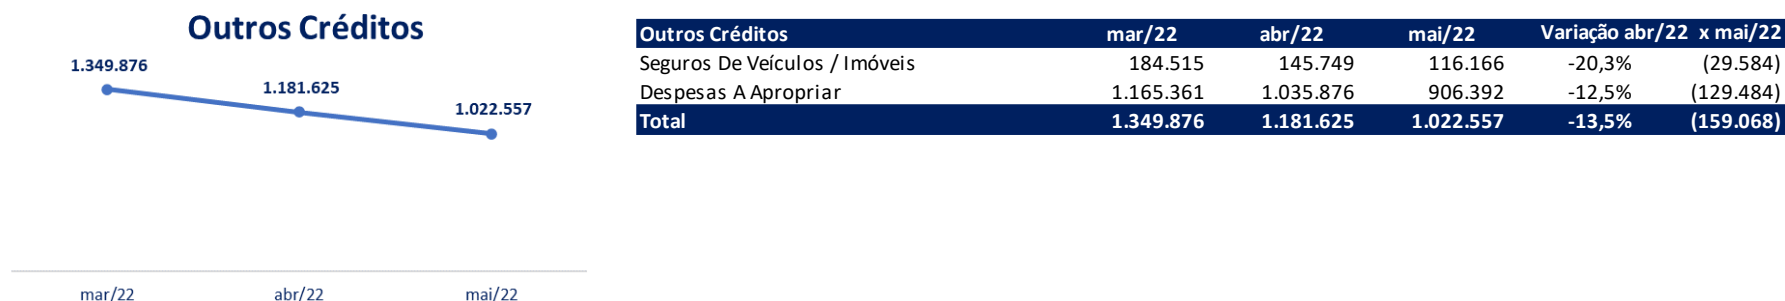 Outros Créditos
1.349.876
1.181.625
1.022.557
mar/22 abr/22 mai/22
Outros Créditos mar/22 abr/22 mai/22 Variação abr/22 x mai/22
Seguros De Veículos / Imóveis 184.515 145.749 116.166 -20,3% (29.584)
Despesas A Apropriar 1.165.361 1.035.876 906.392 -12,5% (129.484)
Total 1.349.876 1.181.625 1.022.557 -13,5% (159.068)